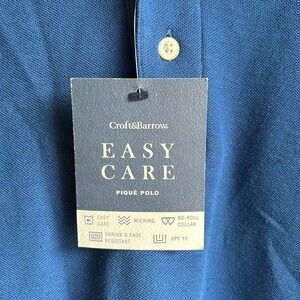 Croft&Barrow.
EASY
CARE
PIQUÉ POLO
EASY CARE
WICKING
NO-ROLL COLLAR
SHRINK & FADE RESISTANT
UPF 15